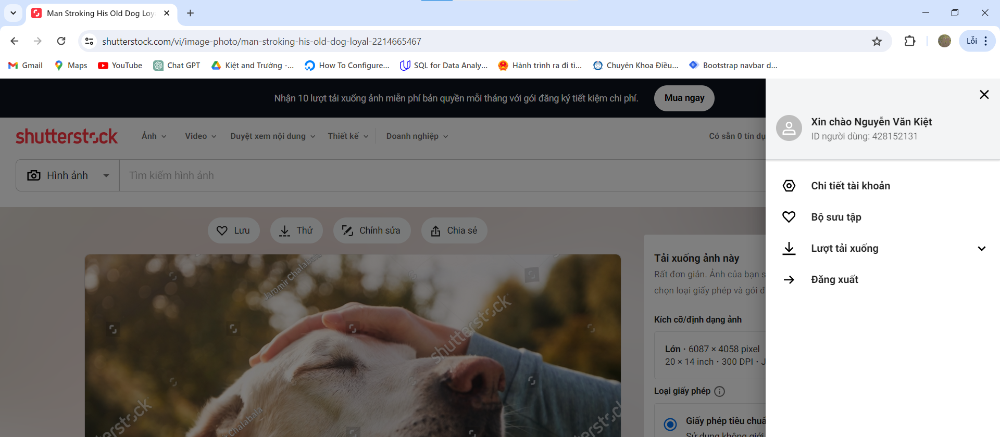 Man Stroking His Old Dog Loy
shutterstock.com/vi/image-photo/man-stroking-his-old-dog-loyal-2214665467
Lỗi
Gmail Maps YouTube Chat GPT Kiệt and Trường -... How To Configure... SQL for Data Analy... Hành trình ra đi tì... Chuyên Khoa Điều... Bootstrap navbar d...
Nhận 10 lượt tải xuống ảnh miễn phí bản quyền mỗi tháng với gói đăng ký tiết kiệm chi phí. Mua ngay
shutterstock Ảnh Video Duyệt xem nội dung Thiết kế Doanh nghiệp Có sẵn 0 tín dụ
Hình ảnh Tìm kiếm hình ảnh
Lưu Thử Chỉnh sửa Chia sẻ
Jaromir Chalabala
shutterstock
shutterstock
Chalabala
shutterstock
Tải xuống ảnh này
Rất đơn giản. Ảnh của bạn s
chọn loại giấy phép và gói đ
Kích cỡ/định dạng ảnh
Lớn · 6087 × 4058 pixel
20 × 14 inch · 300 DPI · J
Loại giấy phép
Giấy phép tiêu chuẩ
Sử dụng không giới
Xin chào Nguyễn Văn Kiệt
ID người dùng: 428152131
Chi tiết tài khoản
Bộ sưu tập
Lượt tải xuống
Đăng xuất